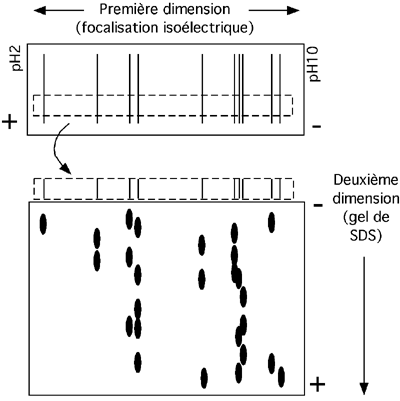 Première dimension
(focalisation isoélectrique)
pH2
pH10
+
-
Deuxième
dimension
(gel de
SDS)
-
+